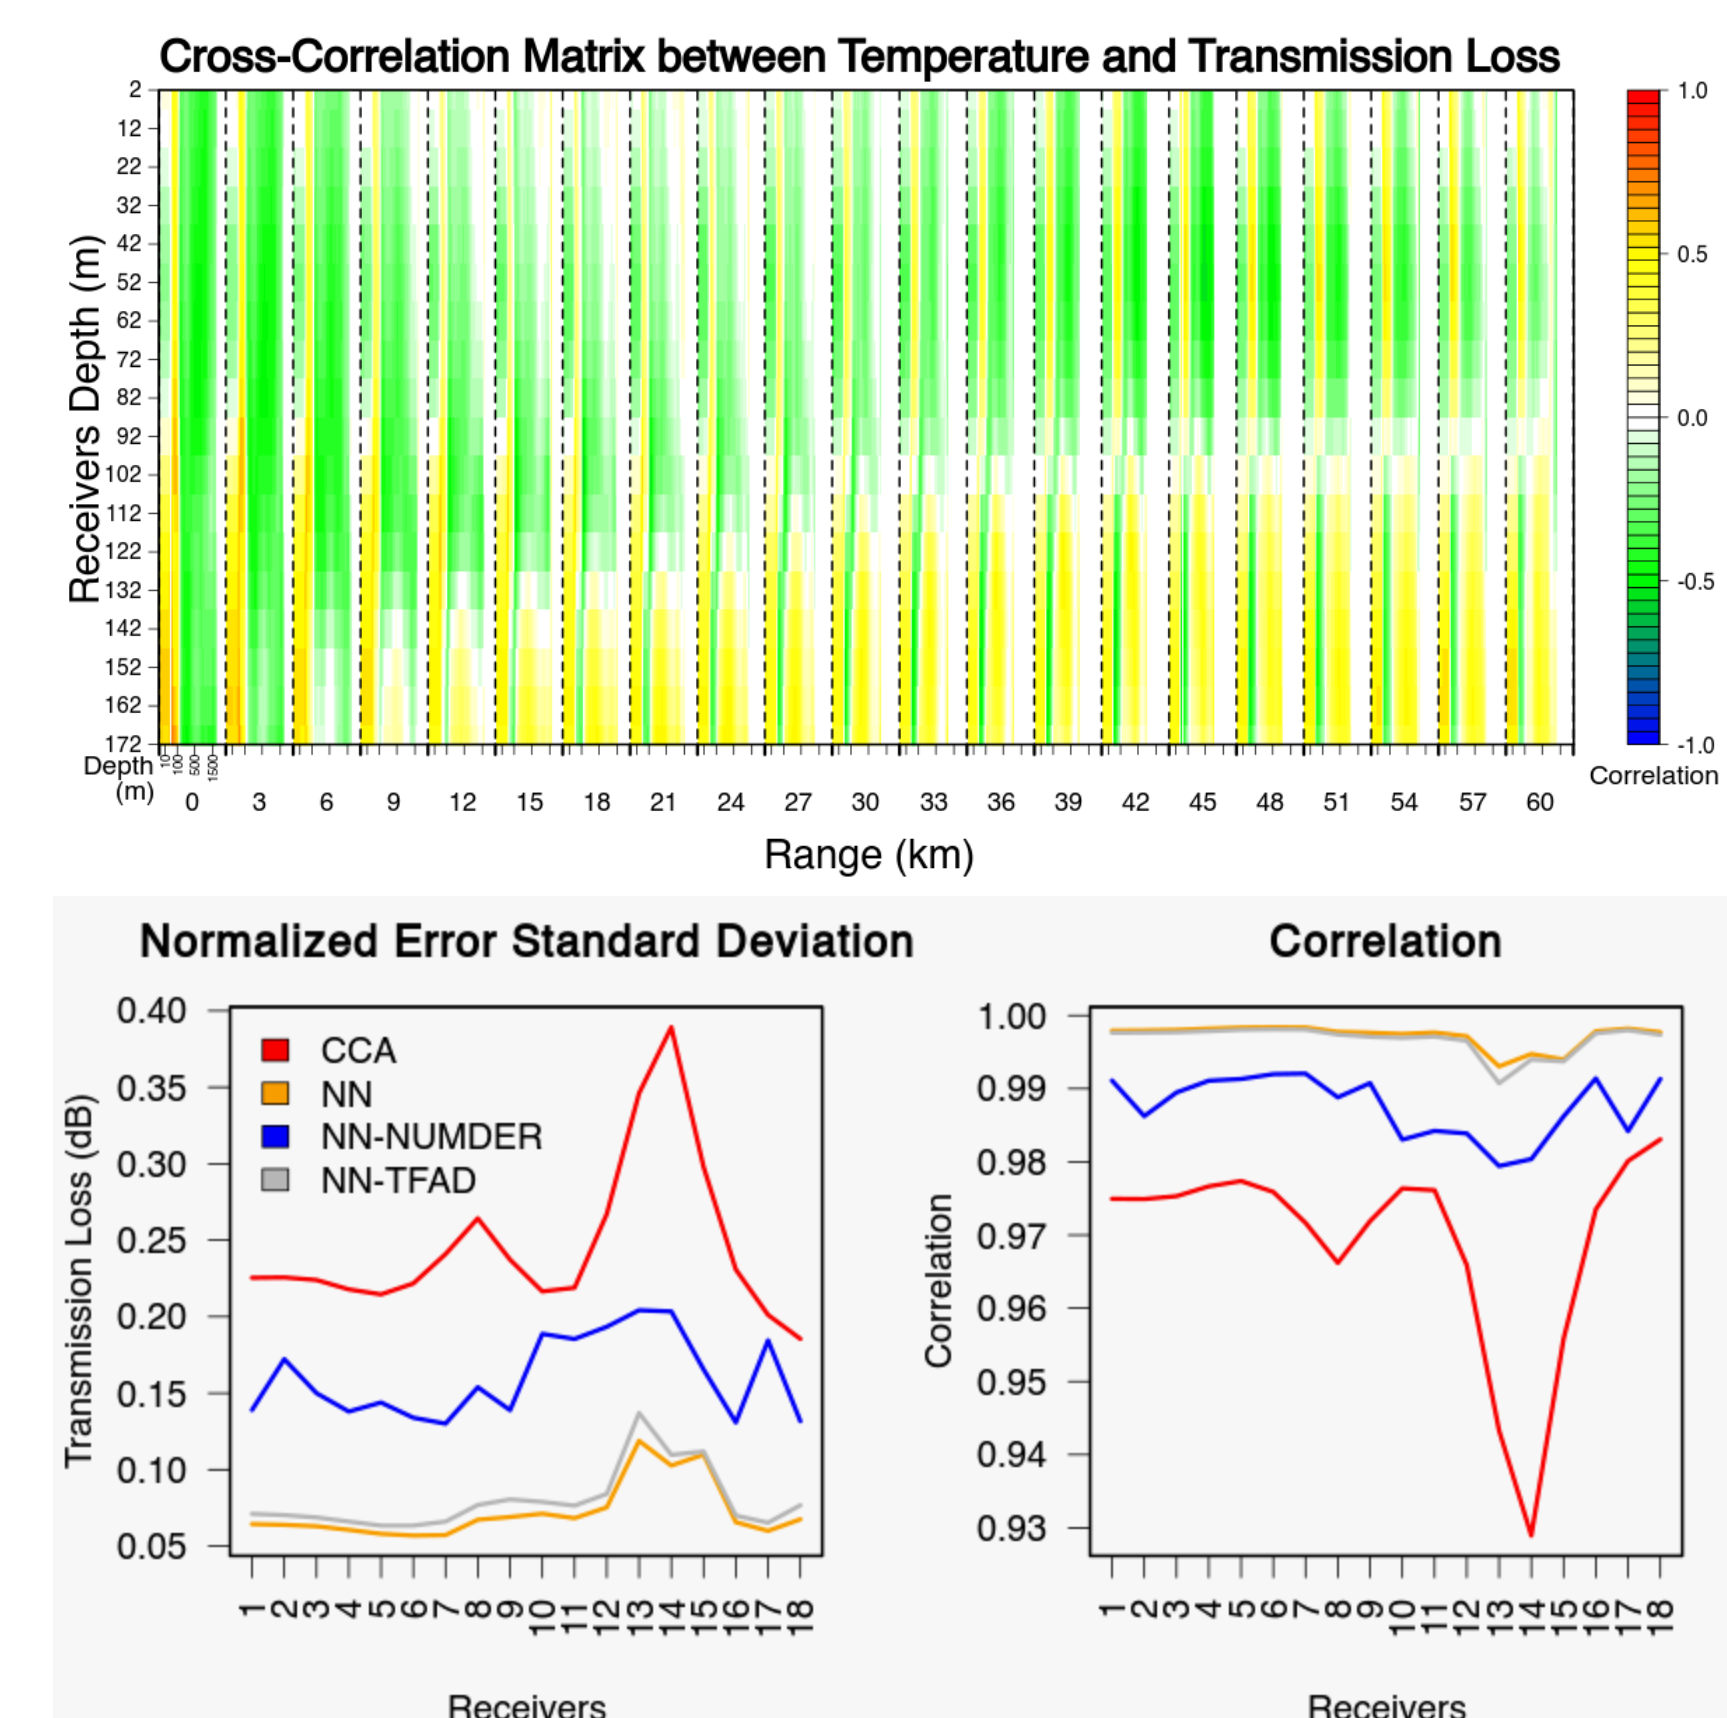 Cross-Correlation Matrix between Temperature and Transmission Loss
Receivers Depth (m)
2
12
22
32
42
52
62
72
82
92
102
112
122
132
142
152
162
172
Depth (m)
10 100 500 1500
0 3 6 9 12 15 18 21 24 27 30 33 36 39 42 45 48 51 54 57 60
Range (km)
1.0
0.5
0.0
-0.5
-1.0
Correlation
Normalized Error Standard Deviation
Transmission Loss (dB)
0.40
0.35
0.30
0.25
0.20
0.15
0.10
0.05
CCA
NN
NN-NUMDER
NN-TFAD
1 2 3 4 5 6 7 8 9 10 11 12 13 14 15 16 17 18
Receivers
Correlation
Correlation
1.00
0.99
0.98
0.97
0.96
0.95
0.94
0.93
1 2 3 4 5 6 7 8 9 10 11 12 13 14 15 16 17 18
Receivers